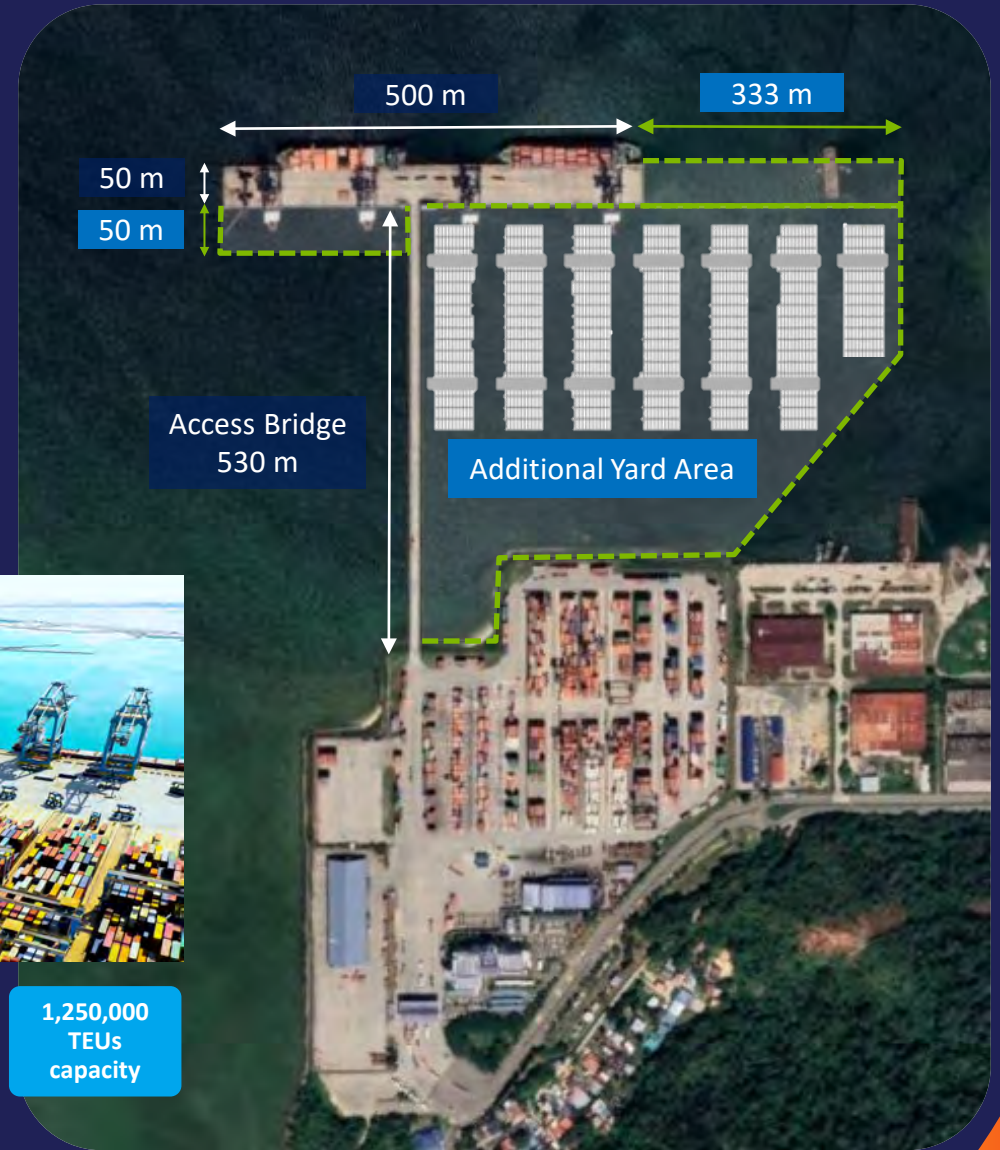 500 m
333 m
50 m
50 m
Access Bridge
530 m
Additional Yard Area
1,250,000
TEUs
capacity